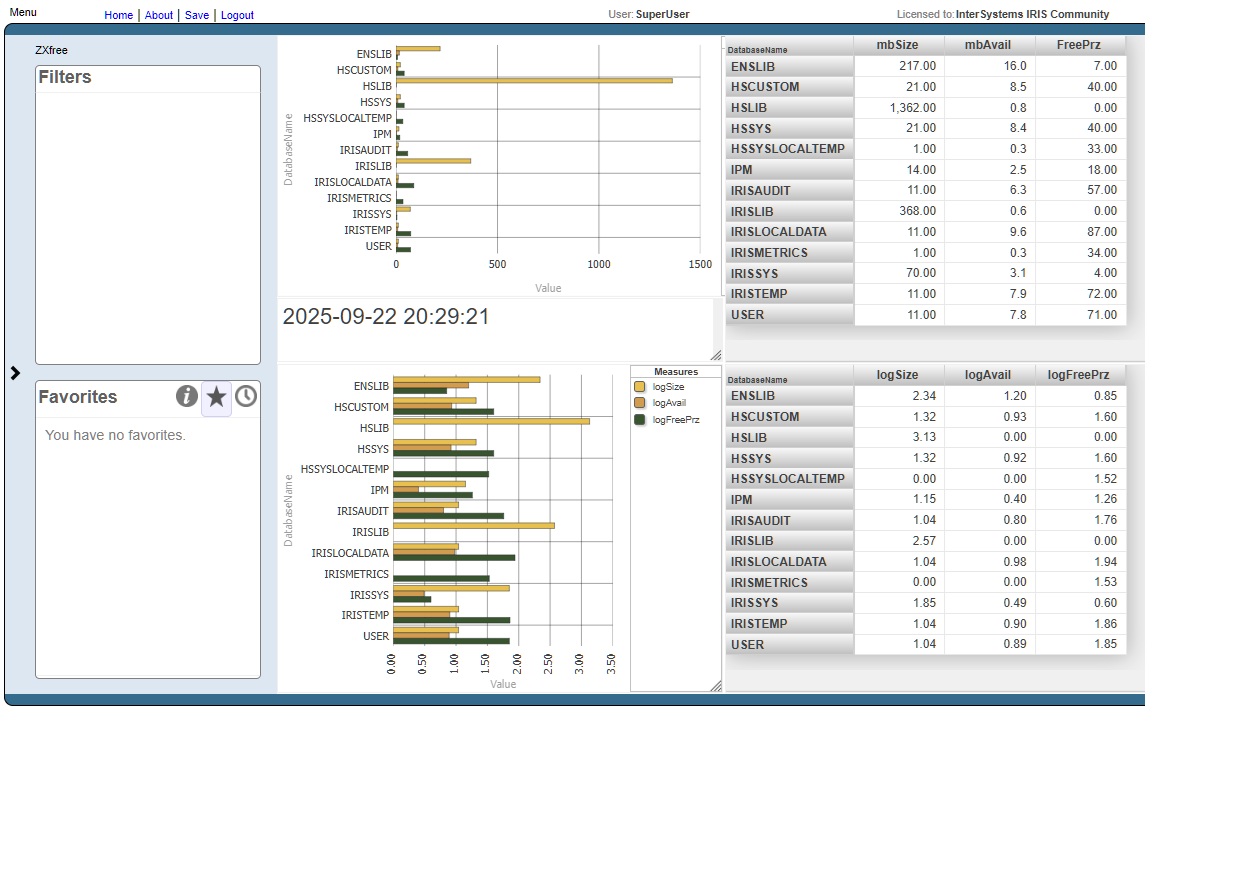 Menu
Home | About | Save | Logout
User: SuperUser
Licensed to: InterSystems IRIS Community
ZXfree
Filters
Favorites
You have no favorites.
DatabaseName
ENSLIB
HSCUSTOM
HSLIB
HSSYS
HSSYSLOCALTEMP
IPM
IRISAUDIT
IRISLIB
IRISLOCALDATA
IRISMETRICS
IRISSYS
IRISTEMP
USER
0 500 1000 1500
Value
DatabaseName mbSize mbAvail FreePrz
ENSLIB 217.00 16.0 7.00
HSCUSTOM 21.00 8.5 40.00
HSLIB 1,362.00 0.8 0.00
HSSYS 21.00 8.4 40.00
HSSYSLOCALTEMP 1.00 0.3 33.00
IPM 14.00 2.5 18.00
IRISAUDIT 11.00 6.3 57.00
IRISLIB 368.00 0.6 0.00
IRISLOCALDATA 11.00 9.6 87.00
IRISMETRICS 1.00 0.3 34.00
IRISSYS 70.00 3.1 4.00
IRISTEMP 11.00 7.9 72.00
USER 11.00 7.8 71.00
2025-09-22 20:29:21
DatabaseName
ENSLIB
HSCUSTOM
HSLIB
HSSYS
HSSYSLOCALTEMP
IPM
IRISAUDIT
IRISLIB
IRISLOCALDATA
IRISMETRICS
IRISSYS
IRISTEMP
USER
0.00 0.50 1.00 1.50 2.00 2.50 3.00 3.50
Value
Measures
logSize
logAvail
logFreePrz
DatabaseName logSize logAvail logFreePrz
ENSLIB 2.34 1.20 0.85
HSCUSTOM 1.32 0.93 1.60
HSLIB 3.13 0.00 0.00
HSSYS 1.32 0.92 1.60
HSSYSLOCALTEMP 0.00 0.00 1.52
IPM 1.15 0.40 1.26
IRISAUDIT 1.04 0.80 1.76
IRISLIB 2.57 0.00 0.00
IRISLOCALDATA 1.04 0.98 1.94
IRISMETRICS 0.00 0.00 1.53
IRISSYS 1.85 0.49 0.60
IRISTEMP 1.04 0.90 1.86
USER 1.04 0.89 1.85